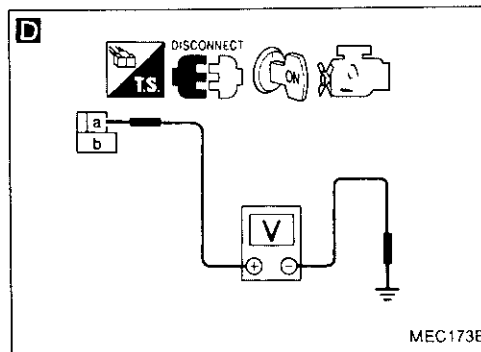 D
DISCONNECT
T.S.
ON
a
b
V
+ −
MEC173B